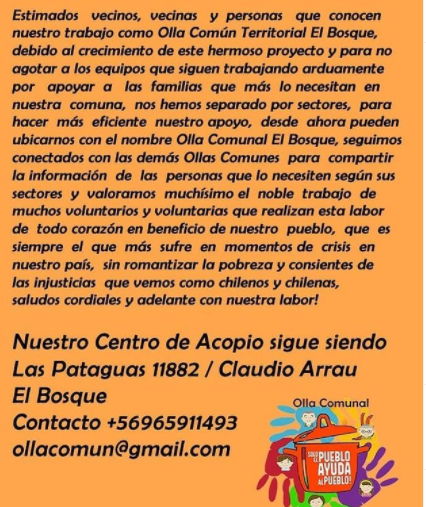 Estimados vecinos, vecinas y personas que conocen
nuestro trabajo como Olla Común Territorial El Bosque,
debido al crecimiento de este hermoso proyecto y para no
agotar a los equipos que siguen trabajando arduamente
por apoyar a las familias que más lo necesitan en
nuestra comuna, nos hemos separado por sectores, para
hacer más eficiente nuestro apoyo, desde ahora pueden
ubicarnos con el nombre Olla Comunal El Bosque, seguimos
conectados con las demás Ollas Comunes para compartir
la información de las personas que lo necesiten según sus
sectores y valoramos muchísimo el noble trabajo de
muchos voluntarios y voluntarias que realizan esta labor
de todo corazón en beneficio de nuestro pueblo, que es
siempre el que más sufre en momentos de crisis en
nuestro país, sin romantizar la pobreza y consientes de
las injusticias que vemos como chilenos y chilenas,
saludos cordiales y adelante con nuestra labor!
Nuestro Centro de Acopio sigue siendo
Las Pataguas 11882 / Claudio Arrau
El Bosque
Contacto +56965911493
ollacomun@gmail.com
Olla Comunal
SOLO
EL PUEBLO
AYUDA
AL PUEBLO!